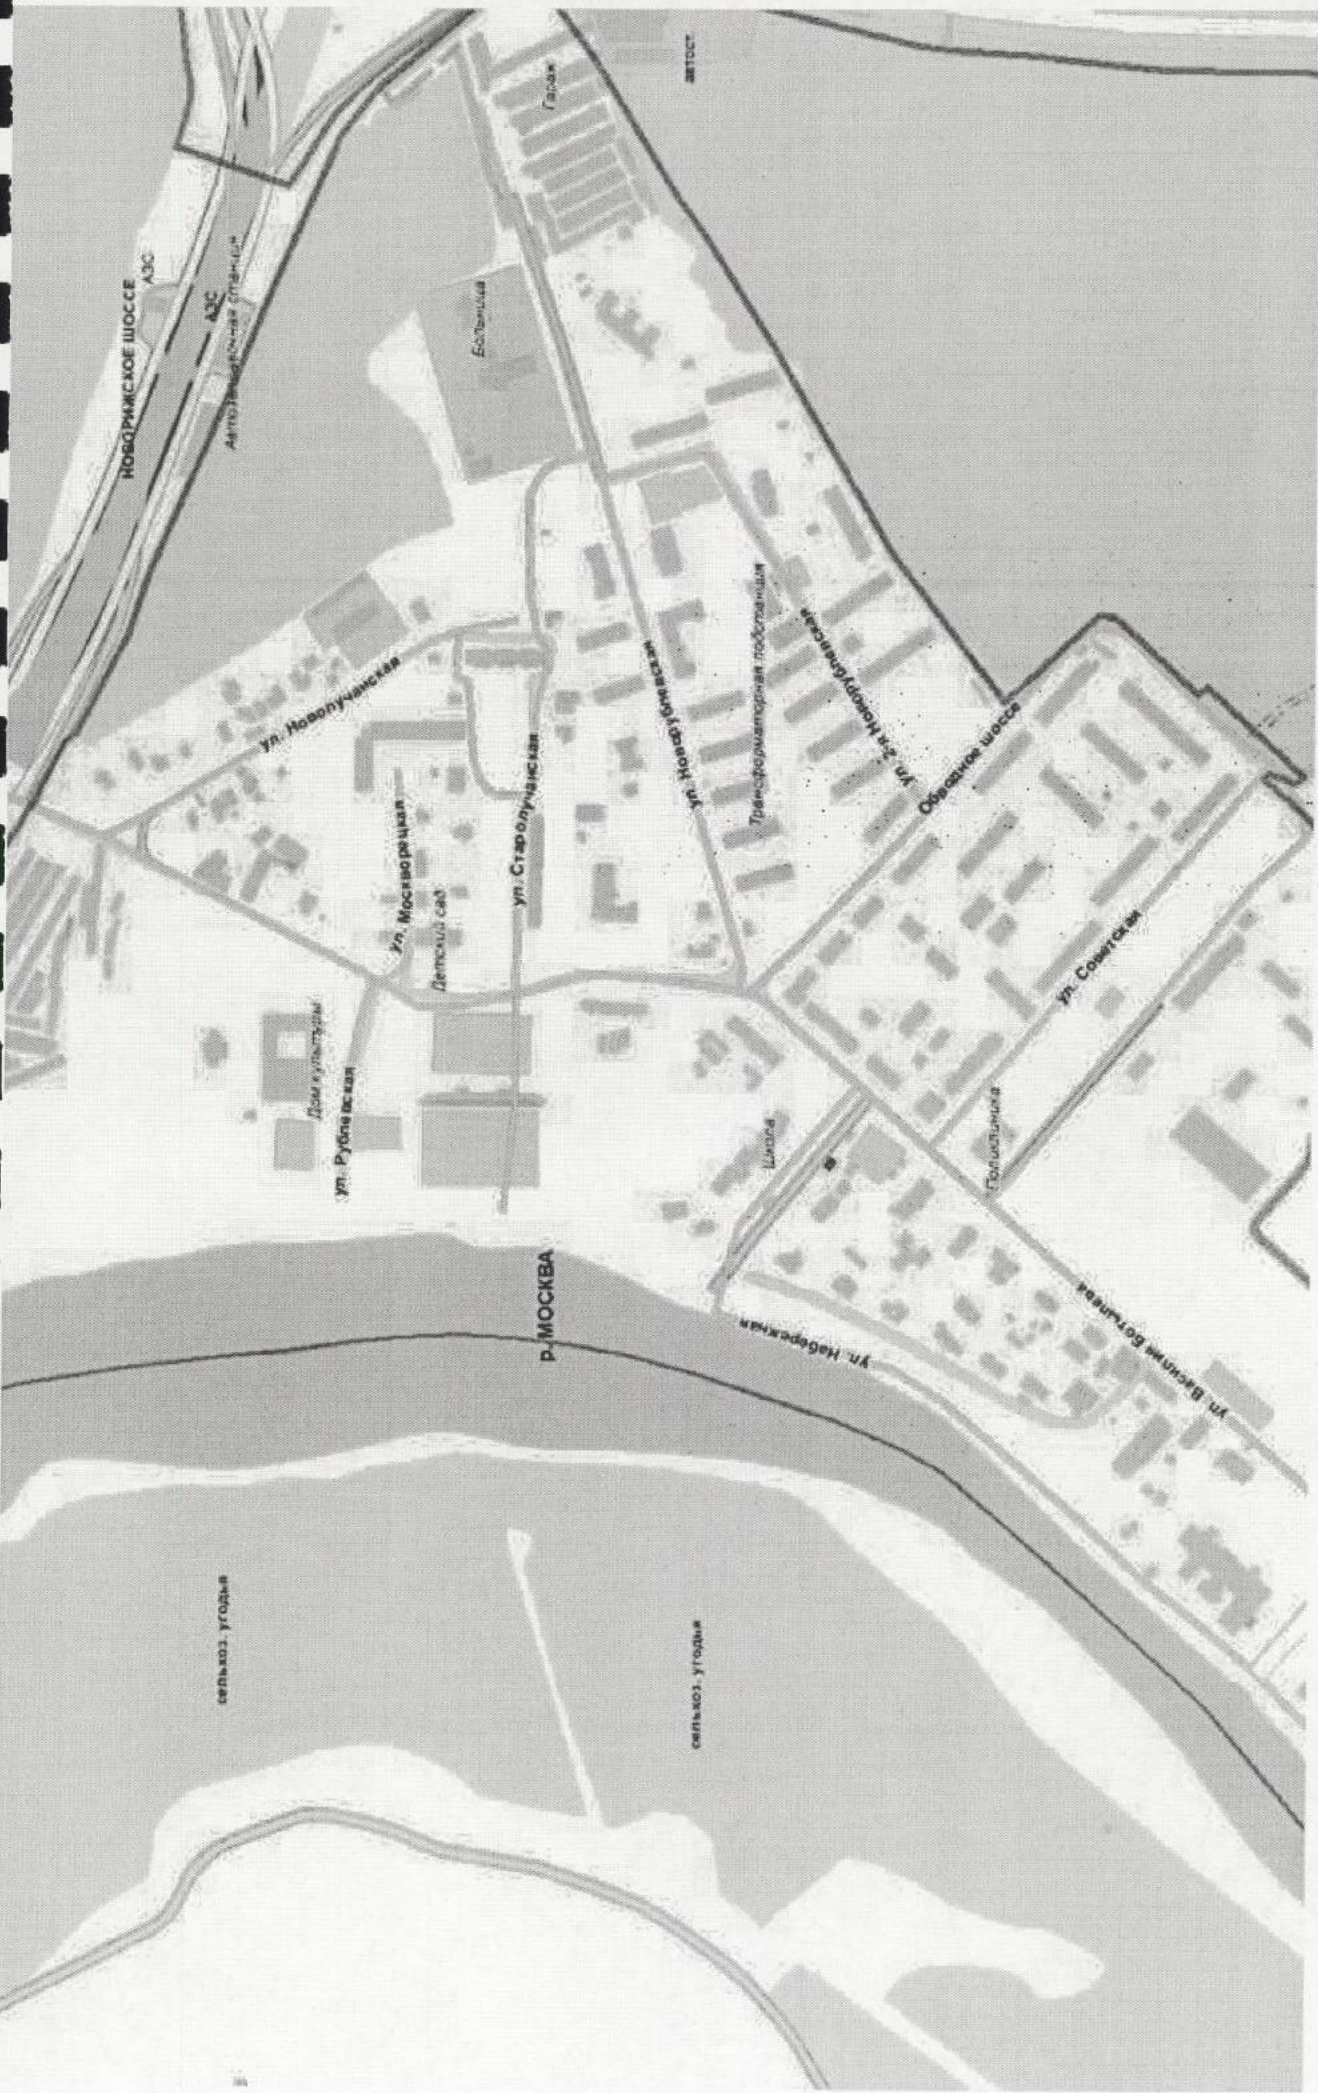 НОВОРИЖСКОЕ ШОССЕ
АЗС
АЗС
автост.
Гараж
Больница
ул. Новолучанская
ул. Москворецкая
Детский сад
ул. Старолучанская
ул. Новорублевская
Трансформаторная подстанция
ул. 2-я Новорублевская
Обводное шоссе
ул. Советская
Дом культуры
ул. Рублевская
Школа
Поликлиника
р. МОСКВА
ул. Набережная
ул. Василия Ботылева
сельхоз. угодья
сельхоз. угодья